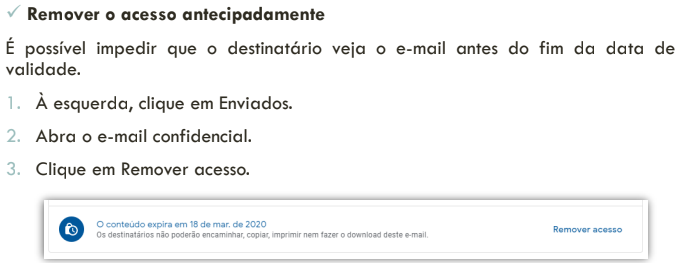 ✓ Remover o acesso antecipadamente
É possível impedir que o destinatário veja o e-mail antes do fim da data de
validade.
1. À esquerda, clique em Enviados.
2. Abra o e-mail confidencial.
3. Clique em Remover acesso.
O conteúdo expira em 18 de mar. de 2020
Os destinatários não poderão encaminhar, copiar, imprimir nem fazer o download deste e-mail.
Remover acesso